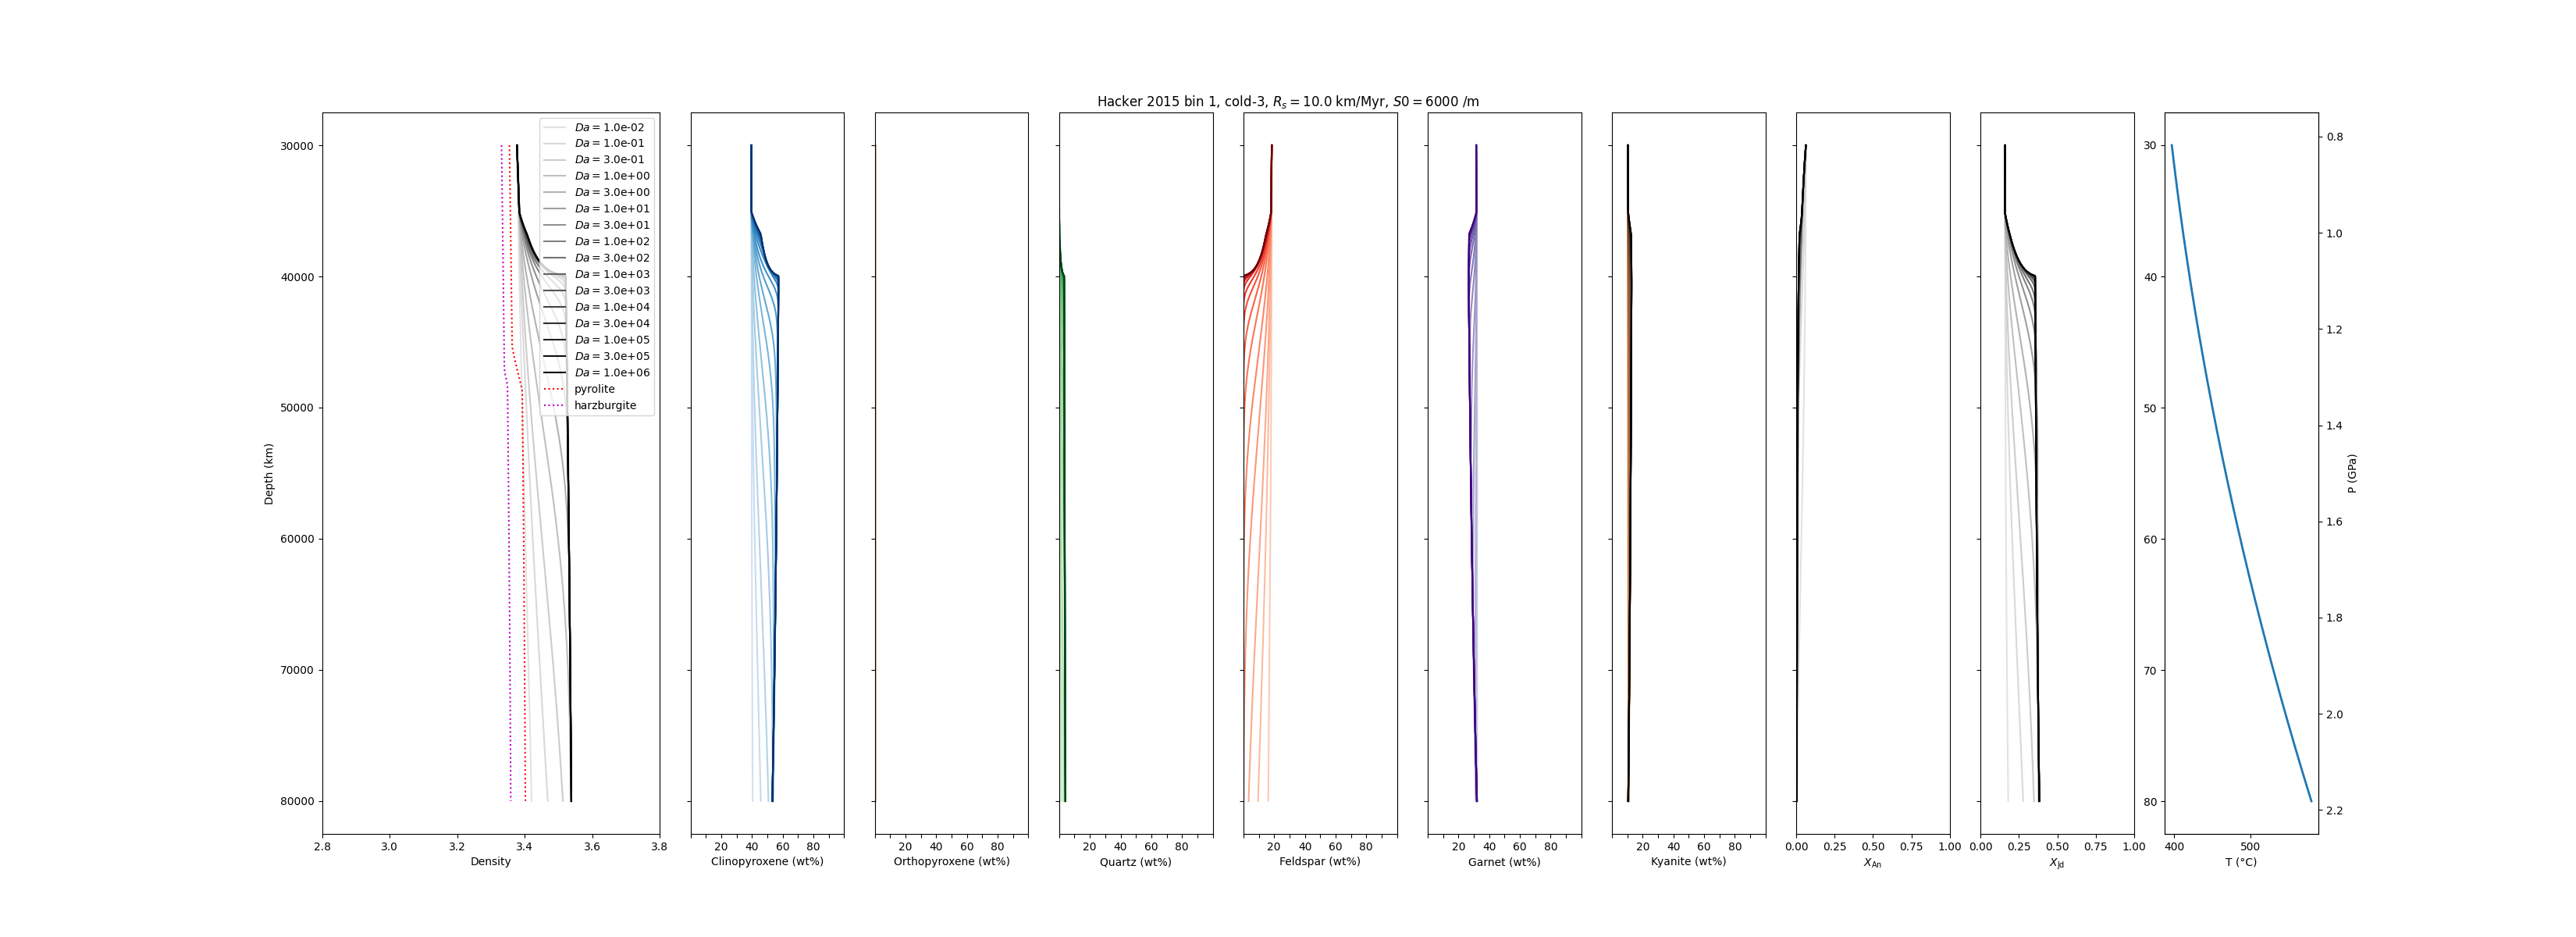 Hacker 2015 bin 1, cold-3, R_s = 10.0 km/Myr, S0 = 6000 /m
Da = 1.0e-02
Da = 1.0e-01
Da = 3.0e-01
Da = 1.0e+00
Da = 3.0e+00
Da = 1.0e+01
Da = 3.0e+01
Da = 1.0e+02
Da = 3.0e+02
Da = 1.0e+03
Da = 3.0e+03
Da = 1.0e+04
Da = 3.0e+04
Da = 1.0e+05
Da = 3.0e+05
Da = 1.0e+06
pyrolite
harzburgite
Depth (km)
30000
40000
50000
60000
70000
80000
2.8 3.0 3.2 3.4 3.6 3.8
Density
20 40 60 80
Clinopyroxene (wt%)
20 40 60 80
Orthopyroxene (wt%)
20 40 60 80
Quartz (wt%)
20 40 60 80
Feldspar (wt%)
20 40 60 80
Garnet (wt%)
20 40 60 80
Kyanite (wt%)
0.00 0.25 0.50 0.75 1.00
X_An
0.00 0.25 0.50 0.75 1.00
X_Jd
30
40
50
60
70
80
400 500
T (°C)
0.8
1.0
1.2
1.4
1.6
1.8
2.0
2.2
P (GPa)